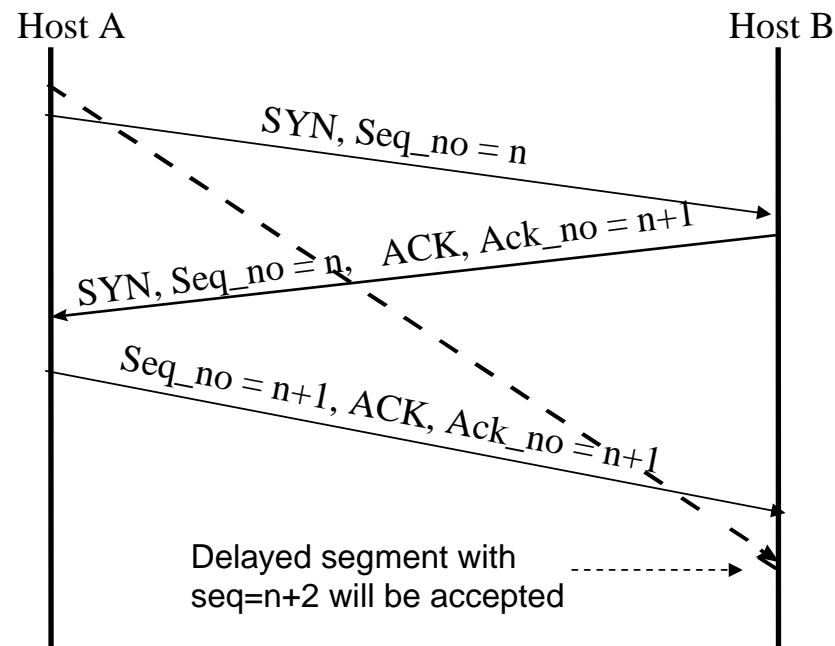 Host A
Host B
SYN, Seq_no = n
SYN, Seq_no = n, ACK, Ack_no = n+1
Seq_no = n+1, ACK, Ack_no = n+1
Delayed segment with
seq=n+2 will be accepted